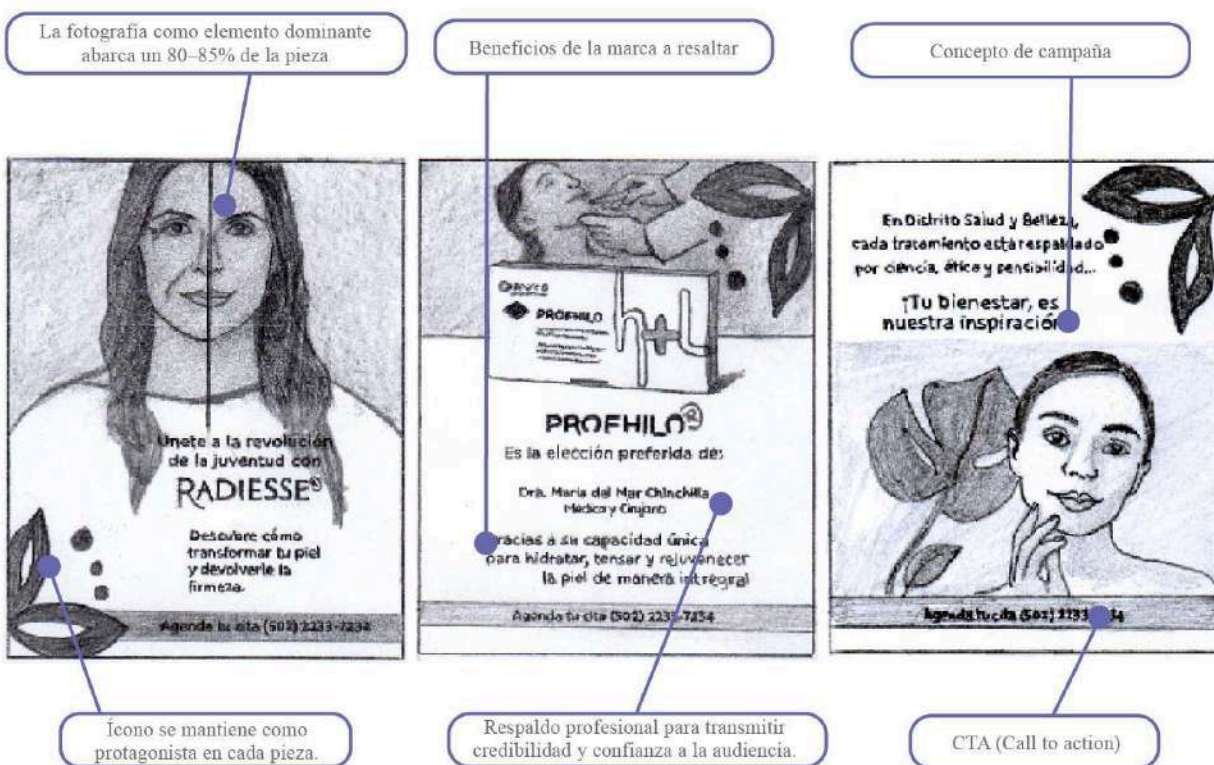 La fotografía como elemento dominante
abarca un 80–85% de la pieza
Beneficios de la marca a resaltar
Concepto de campaña
Únete a la revolución
de la juventud con
RADIESSE®
Descubre cómo
transformar tu piel
y devolverle la
firmeza.
Agenda tu cita (502) 2233-7234
PROFHILO
h+l
PROFHILO®
Es la elección preferida de:
Dra. María del Mar Chinchilla
Médica y Cirujano
gracias a su capacidad única
para hidratar, tensar y rejuvenecer
la piel de manera integral
Agenda tu cita (502) 2233-7234
En Distrito Salud y Belleza,
cada tratamiento está respaldado
por ciencia, ética y sensibilidad...
¡Tu bienestar, es
nuestra inspiración
Agenda tu cita (502) 2233 34
Ícono se mantiene como
protagonista en cada pieza.
Respaldo profesional para transmitir
credibilidad y confianza a la audiencia.
CTA (Call to action)